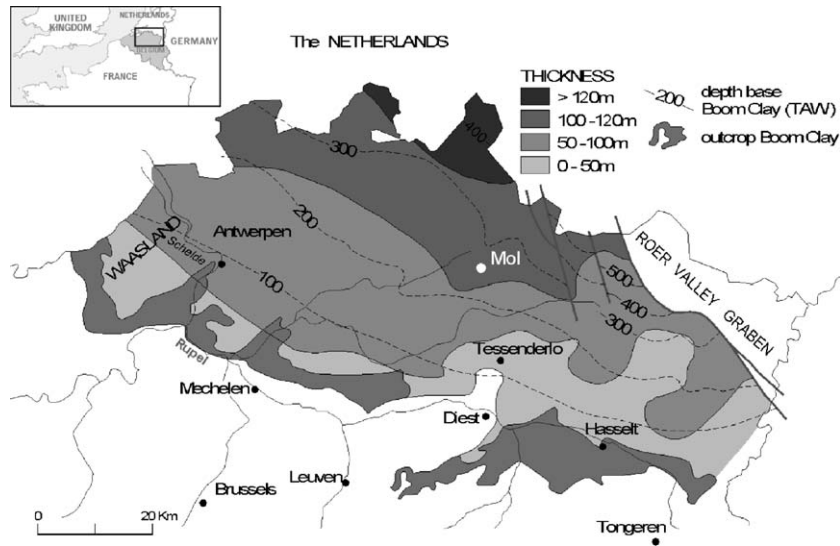 UNITED
KINGDOM
NETHERLANDS
GERMANY
BELGIUM
FRANCE
The NETHERLANDS
THICKNESS
> 120m
100 -120m
50 -100m
0 - 50m
200
depth base
Boom Clay (TAW)
outcrop Boom Clay
400
300
200
100
500
400
300
WAASLAND
Schelde
Antwerpen
Mol
ROER VALLEY GRABEN
Rupel
Tessenderlo
Mechelen
Diest
Hasselt
Leuven
Brussels
Tongeren
0
20 Km